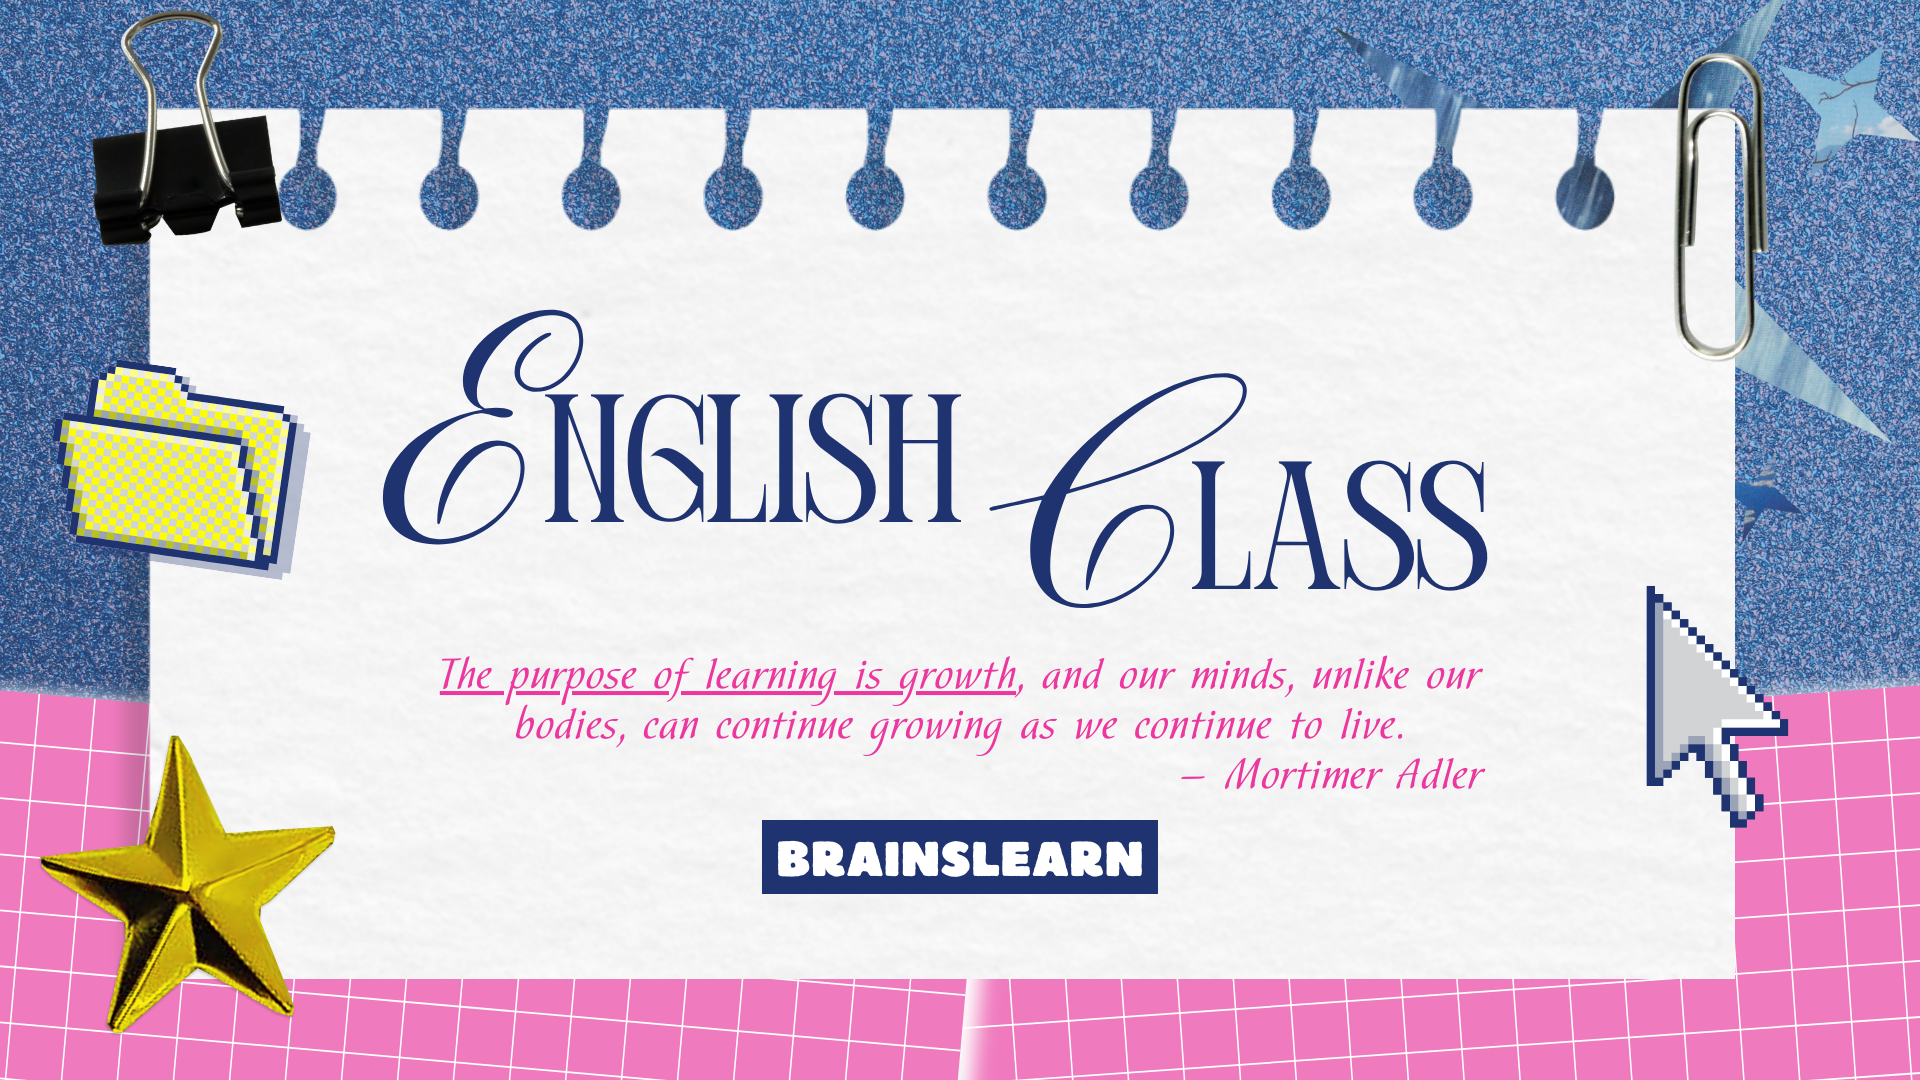 English Class
The purpose of learning is growth, and our minds, unlike our
bodies, can continue growing as we continue to live.
– Mortimer Adler
BRAINSLEARN